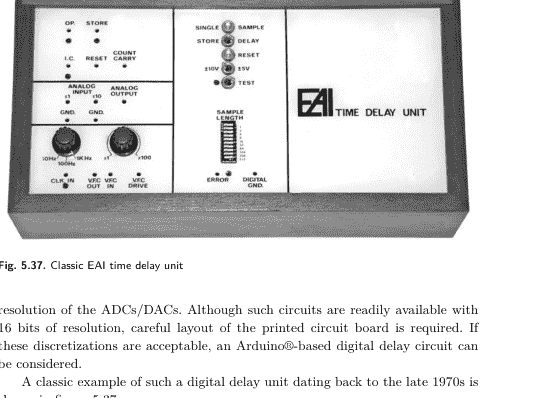 OP. STORE
I.C. RESET COUNT CARRY
ANALOG INPUT ANALOG OUTPUT
x1 x10
GND. GND.
100Hz
x1 x100
CLK IN VFC OUT VFC IN VFC DRIVE
SINGLE SAMPLE
STORE DELAY
RESET
±10V ±5V
TEST
SAMPLE
LENGTH
ERROR DIGITAL GND.
EAI TIME DELAY UNIT
Fig. 5.37. Classic EAI time delay unit
resolution of the ADCs/DACs. Although such circuits are readily available with
16 bits of resolution, careful layout of the printed circuit board is required. If
these discretizations are acceptable, an Arduino®-based digital delay circuit can
be considered.
A classic example of such a digital delay unit dating back to the late 1970s is